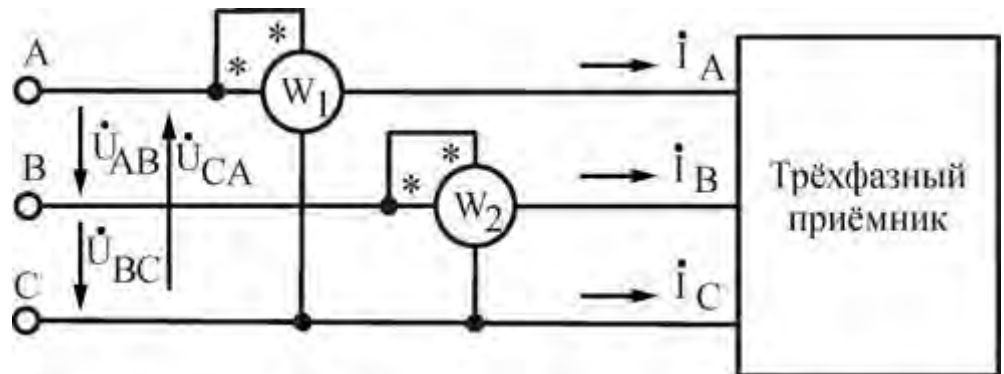 A
*
*
W1
İA
U̇AB
U̇CA
B
*
*
W2
İB
Трёхфазный
приёмник
U̇BC
C
İC